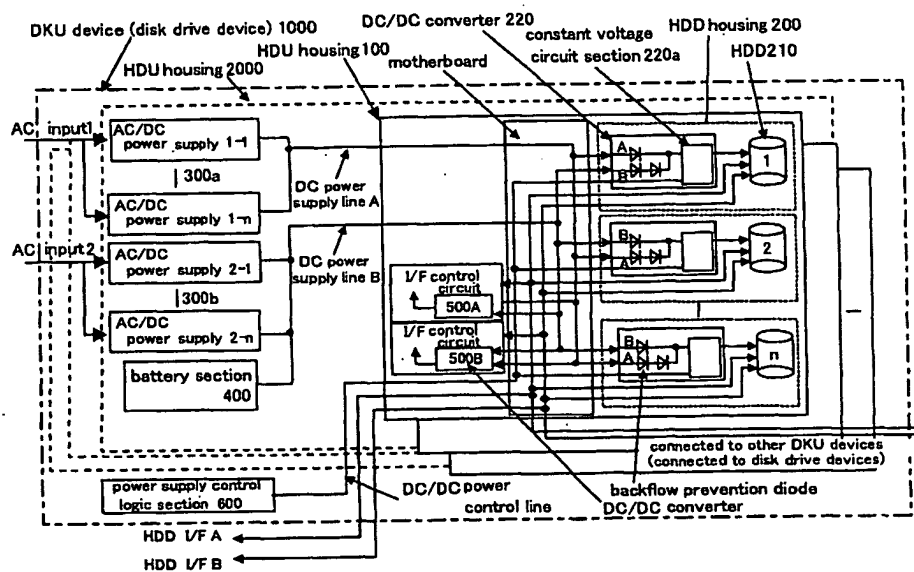 DKU device (disk drive device) 1000
HDU housing 2000
HDU housing 100
motherboard
DC/DC converter 220
constant voltage
circuit section 220a
HDD housing 200
HDD210
AC input1
AC/DC
power supply 1-1
300a
AC/DC
power supply 1-n
AC input2
AC/DC
power supply 2-1
300b
AC/DC
power supply 2-n
battery section
400
DC power
supply line A
DC power
supply line B
I/F control
circuit
500A
I/F control
circuit
500B
A
B
1
B
A
2
B
A
n
connected to other DKU devices
(connected to disk drive devices)
backflow prevention diode
DC/DC converter
DC/DC power
control line
power supply control
logic section 600
HDD I/F A
HDD I/F B